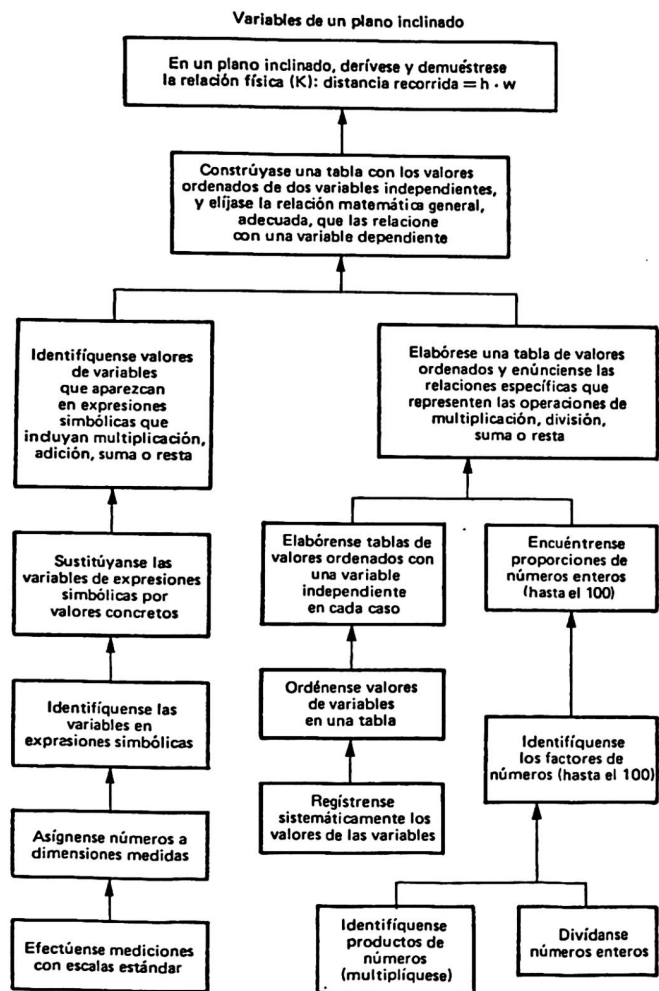 Variables de un plano inclinado
En un plano inclinado, derívese y demuéstrese
la relación física (K): distancia recorrida = h · w
Constrúyase una tabla con los valores
ordenados de dos variables independientes,
y elíjase la relación matemática general,
adecuada, que las relacione
con una variable dependiente
Identifíquense valores
de variables
que aparezcan
en expresiones
simbólicas que
incluyan multiplicación,
adición, suma o resta
Elabórese una tabla de valores
ordenados y enúnciense las
relaciones específicas que
representen las operaciones de
multiplicación, división,
suma o resta
Sustitúyanse las
variables de expresiones
simbólicas por
valores concretos
Elabórense tablas de
valores ordenados con
una variable
independiente
en cada caso
Encuéntrense
proporciones de
números enteros
(hasta el 100)
Identifíquense las
variables en
expresiones simbólicas
Ordénense valores
de variables
en una tabla
Identifíquense
los factores de
números (hasta el 100)
Asígnense números a
dimensiones medidas
Regístrense
sistemáticamente los
valores de las variables
Efectúense mediciones
con escalas estándar
Identifíquense
productos de
números
(multiplíquese)
Divídanse
números enteros